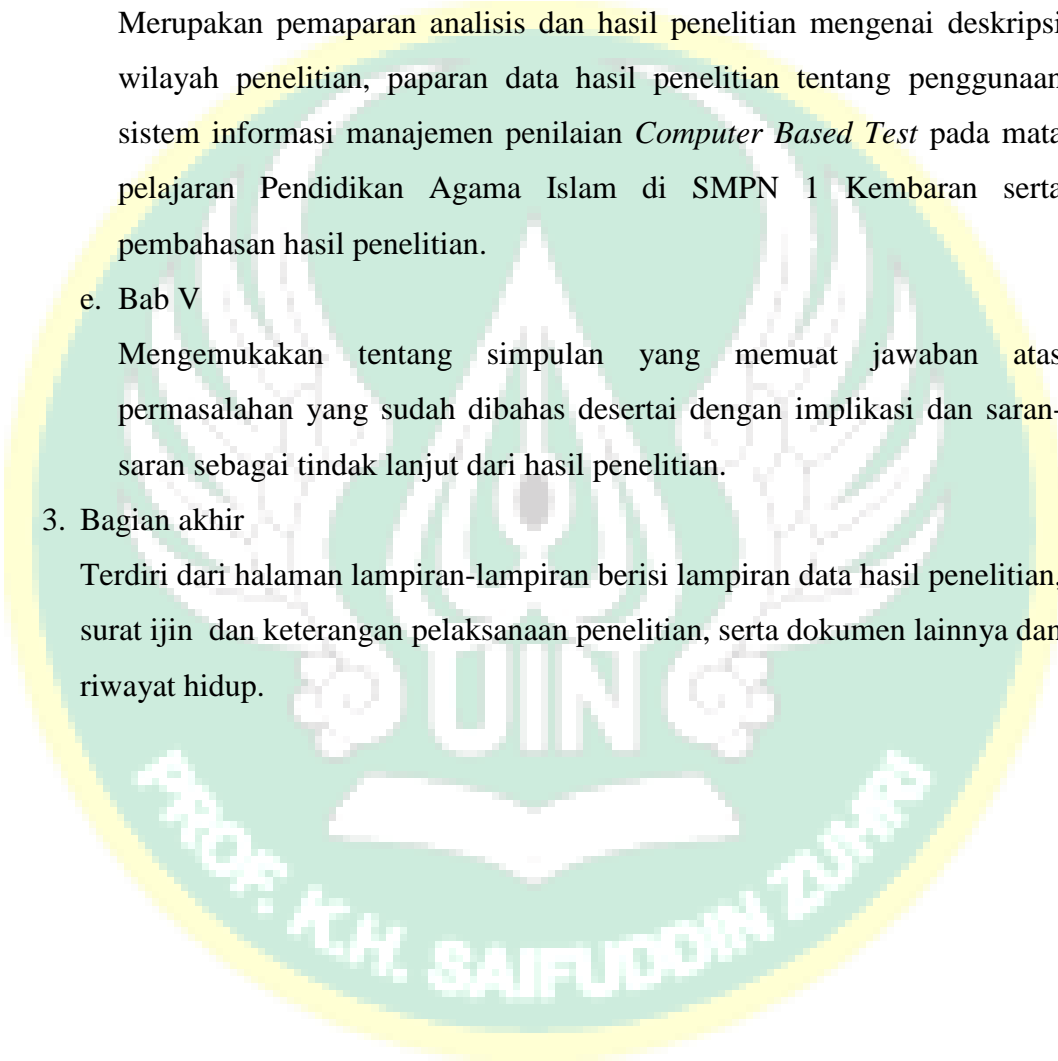 Merupakan pemaparan analisis dan hasil penelitian mengenai deskripsi
wilayah penelitian, paparan data hasil penelitian tentang penggunaan
sistem informasi manajemen penilaian Computer Based Test pada mata
pelajaran Pendidikan Agama Islam di SMPN 1 Kembaran serta
pembahasan hasil penelitian.
e. Bab V
Mengemukakan tentang simpulan yang memuat jawaban atas
permasalahan yang sudah dibahas desertai dengan implikasi dan saran-
saran sebagai tindak lanjut dari hasil penelitian.
3. Bagian akhir
Terdiri dari halaman lampiran-lampiran berisi lampiran data hasil penelitian,
surat ijin dan keterangan pelaksanaan penelitian, serta dokumen lainnya dan
riwayat hidup.
UIN
PROF. K.H. SAIFUDDIN ZUHRI